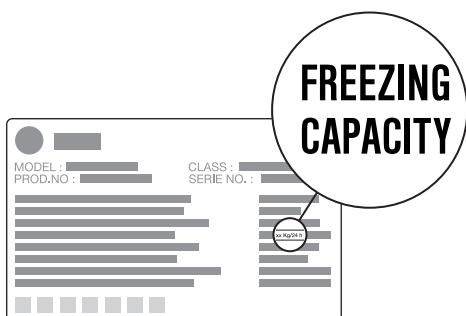 FREEZING
CAPACITY
MODEL :
CLASS :
PROD.NO :
SERIE NO. :
xx Kg/24 h